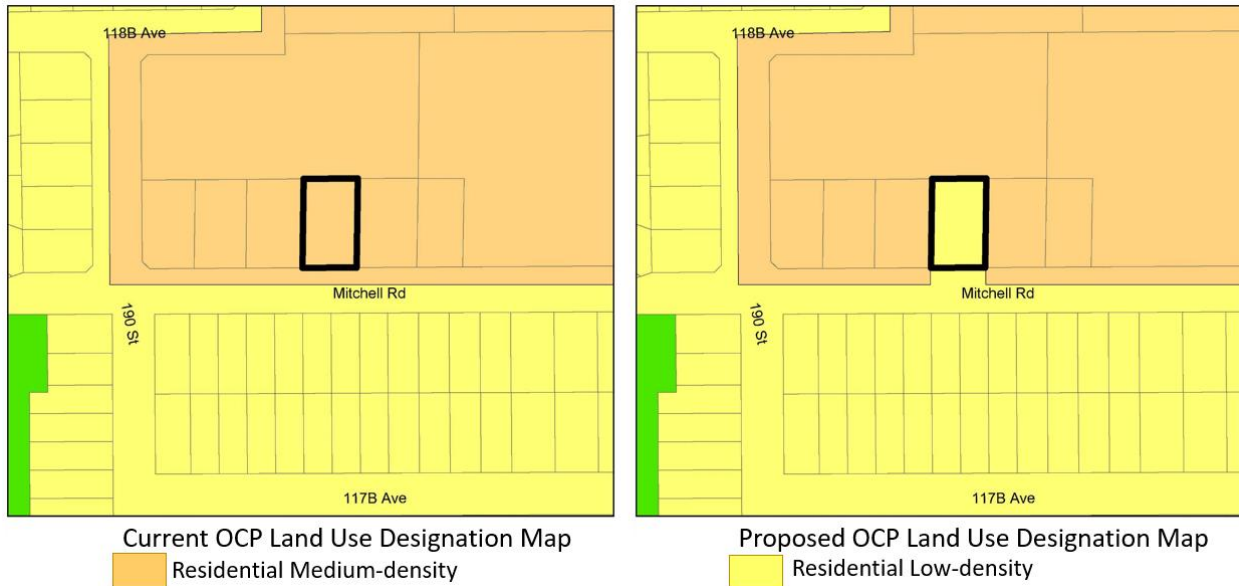 118B Ave
Mitchell Rd
190 St
117B Ave
Current OCP Land Use Designation Map
Residential Medium-density
118B Ave
Mitchell Rd
190 St
117B Ave
Proposed OCP Land Use Designation Map
Residential Low-density